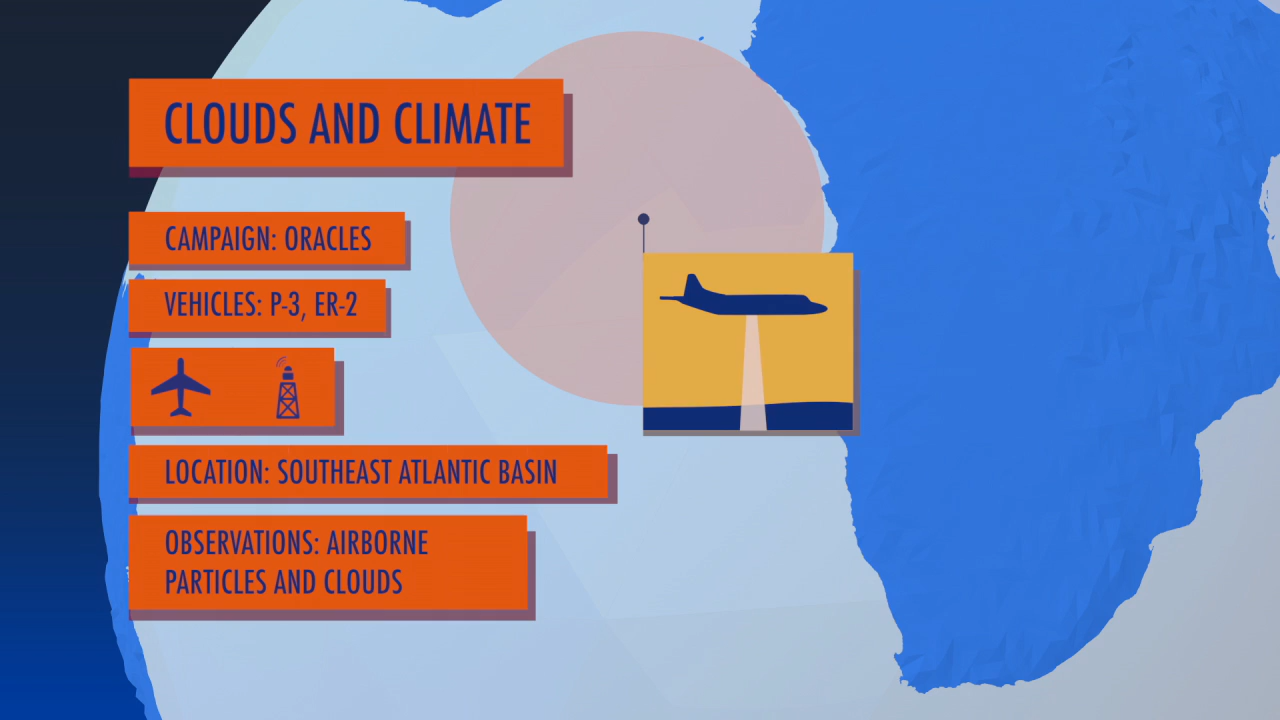 CLOUDS AND CLIMATE
CAMPAIGN: ORACLES
VEHICLES: P-3, ER-2
LOCATION: SOUTHEAST ATLANTIC BASIN
OBSERVATIONS: AIRBORNE
PARTICLES AND CLOUDS